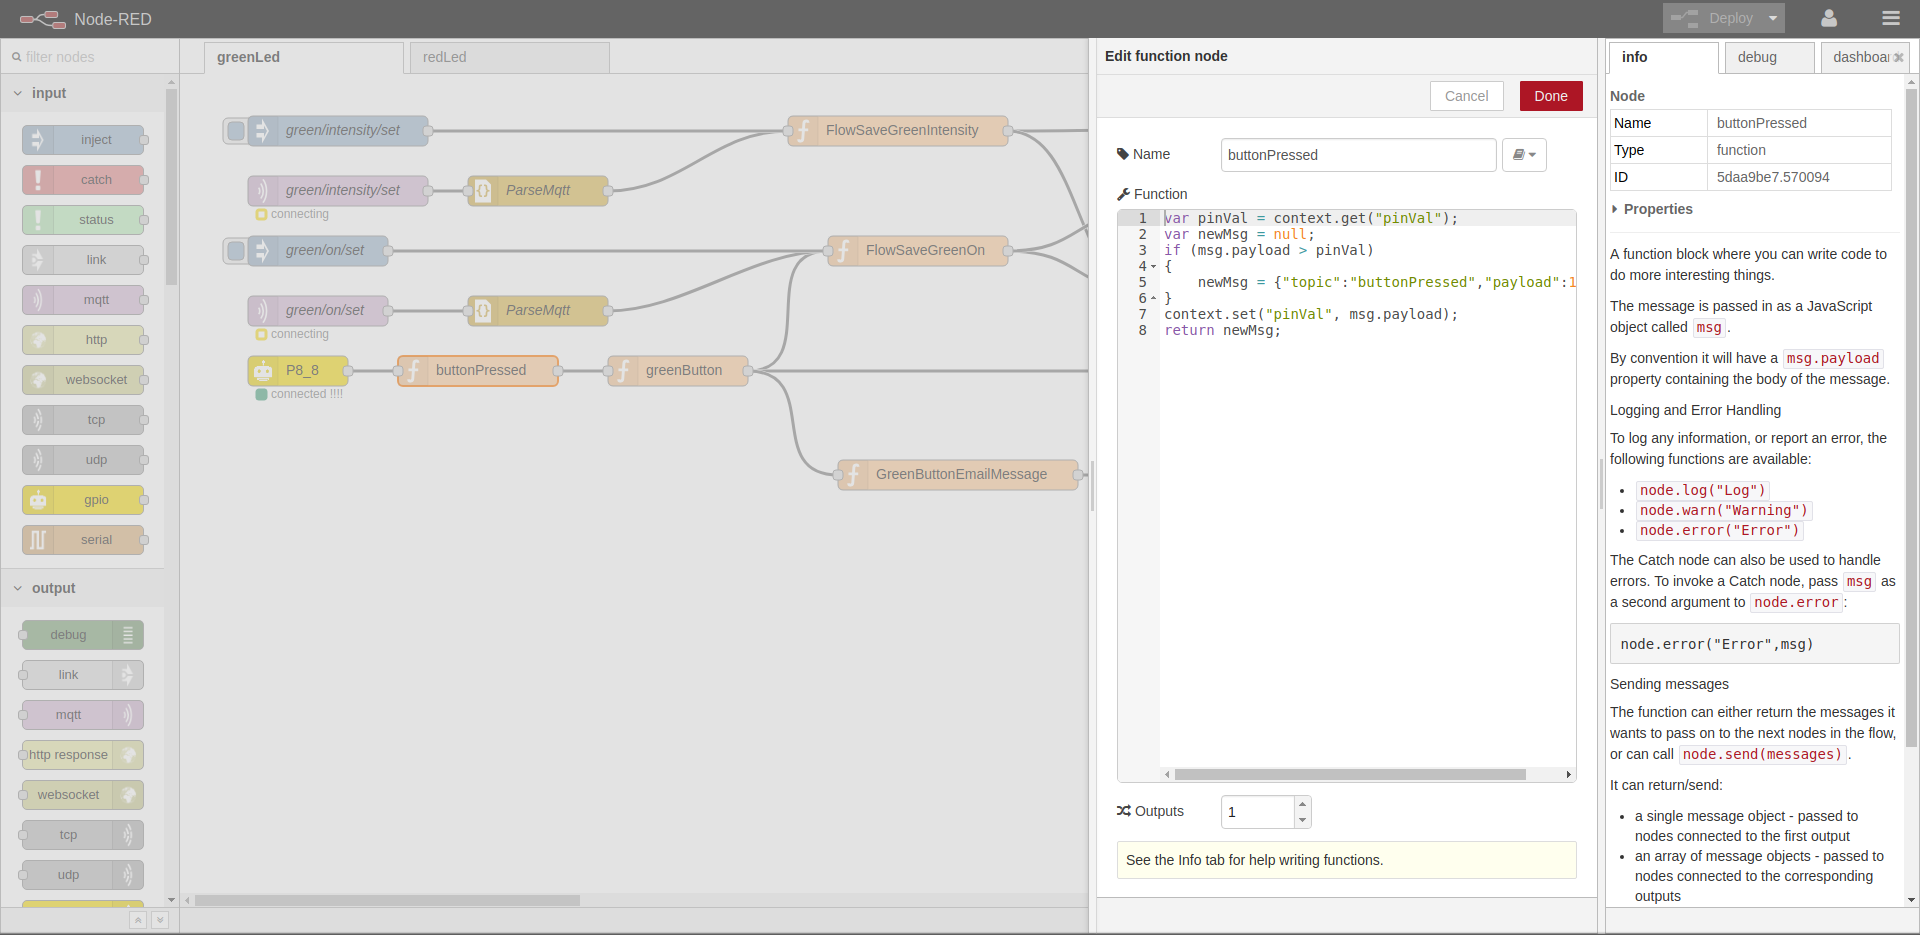 Node-RED
Deploy
filter nodes
input
inject
catch
status
link
mqtt
http
websocket
tcp
udp
gpio
serial
output
debug
link
mqtt
http response
websocket
tcp
udp
greenLed
redLed
green/intensity/set
FlowSaveGreenIntensity
green/intensity/set
ParseMqtt
connecting
green/on/set
FlowSaveGreenOn
green/on/set
ParseMqtt
connecting
P8_8
buttonPressed
greenButton
connected !!!!
GreenButtonEmailMessage
Edit function node
Cancel
Done
Name
buttonPressed
Function
1 var pinVal = context.get("pinVal");
2 var newMsg = null;
3 if (msg.payload > pinVal)
4 {
5 newMsg = {"topic":"buttonPressed","payload":1
6 }
7 context.set("pinVal", msg.payload);
8 return newMsg;
Outputs
1
See the Info tab for help writing functions.
info
debug
dashboar
Node
Name buttonPressed
Type function
ID 5daa9be7.570094
Properties
A function block where you can write code to
do more interesting things.
The message is passed in as a JavaScript
object called msg.
By convention it will have a msg.payload
property containing the body of the message.
Logging and Error Handling
To log any information, or report an error, the
following functions are available:
• node.log("Log")
• node.warn("Warning")
• node.error("Error")
The Catch node can also be used to handle
errors. To invoke a Catch node, pass msg as
a second argument to node.error:
node.error("Error",msg)
Sending messages
The function can either return the messages it
wants to pass on to the next nodes in the flow,
or can call node.send(messages).
It can return/send:
• a single message object - passed to
nodes connected to the first output
• an array of message objects - passed to
nodes connected to the corresponding
outputs